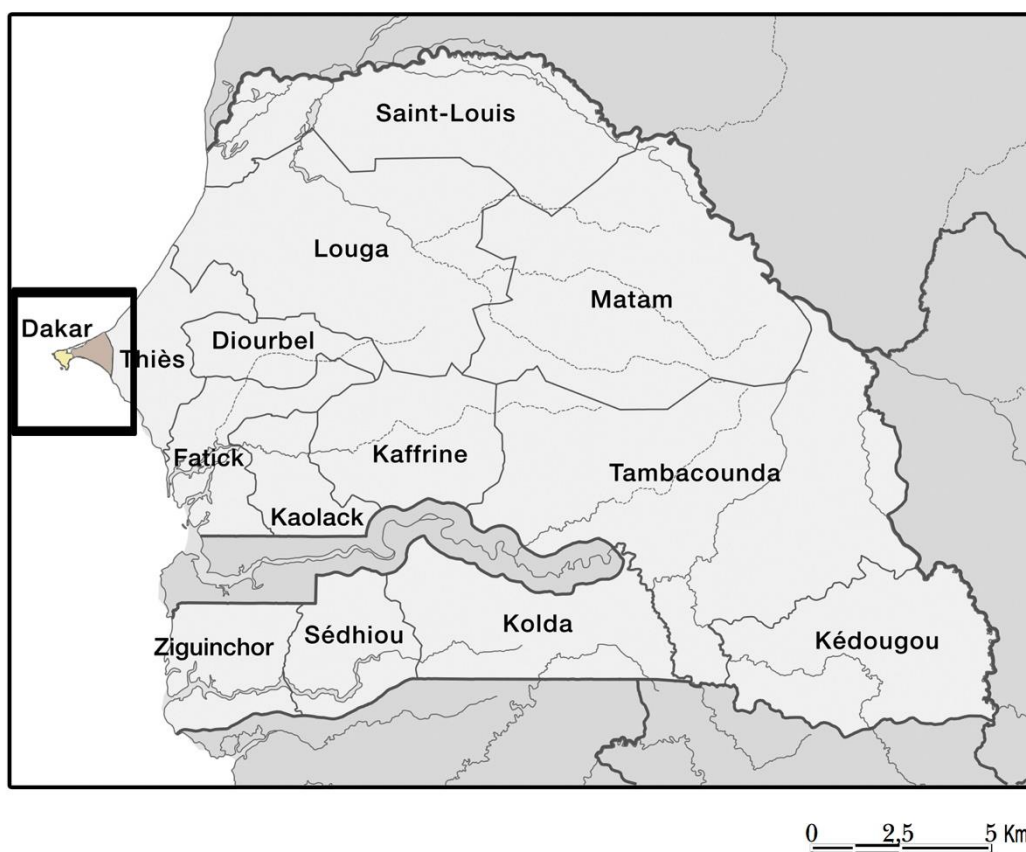 Saint-Louis
Louga
Matam
Dakar
Thiès
Diourbel
Fatick
Kaffrine
Tambacounda
Kaolack
Ziguinchor
Sédhiou
Kolda
Kédougou
0 2,5 5 Km